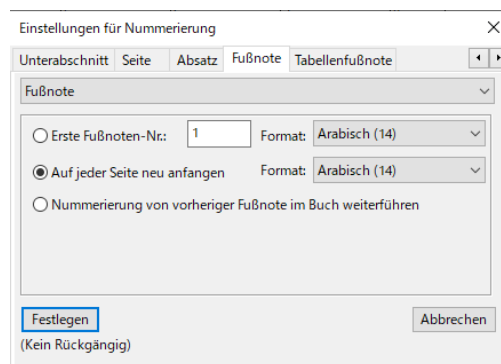 Einstellungen für Nummerierung
Unterabschnitt Seite Absatz Fußnote Tabellenfußnote
Fußnote
Erste Fußnoten-Nr.: 1 Format: Arabisch (14)
Auf jeder Seite neu anfangen Format: Arabisch (14)
Nummerierung von vorheriger Fußnote im Buch weiterführen
Festlegen Abbrechen
(Kein Rückgängig)